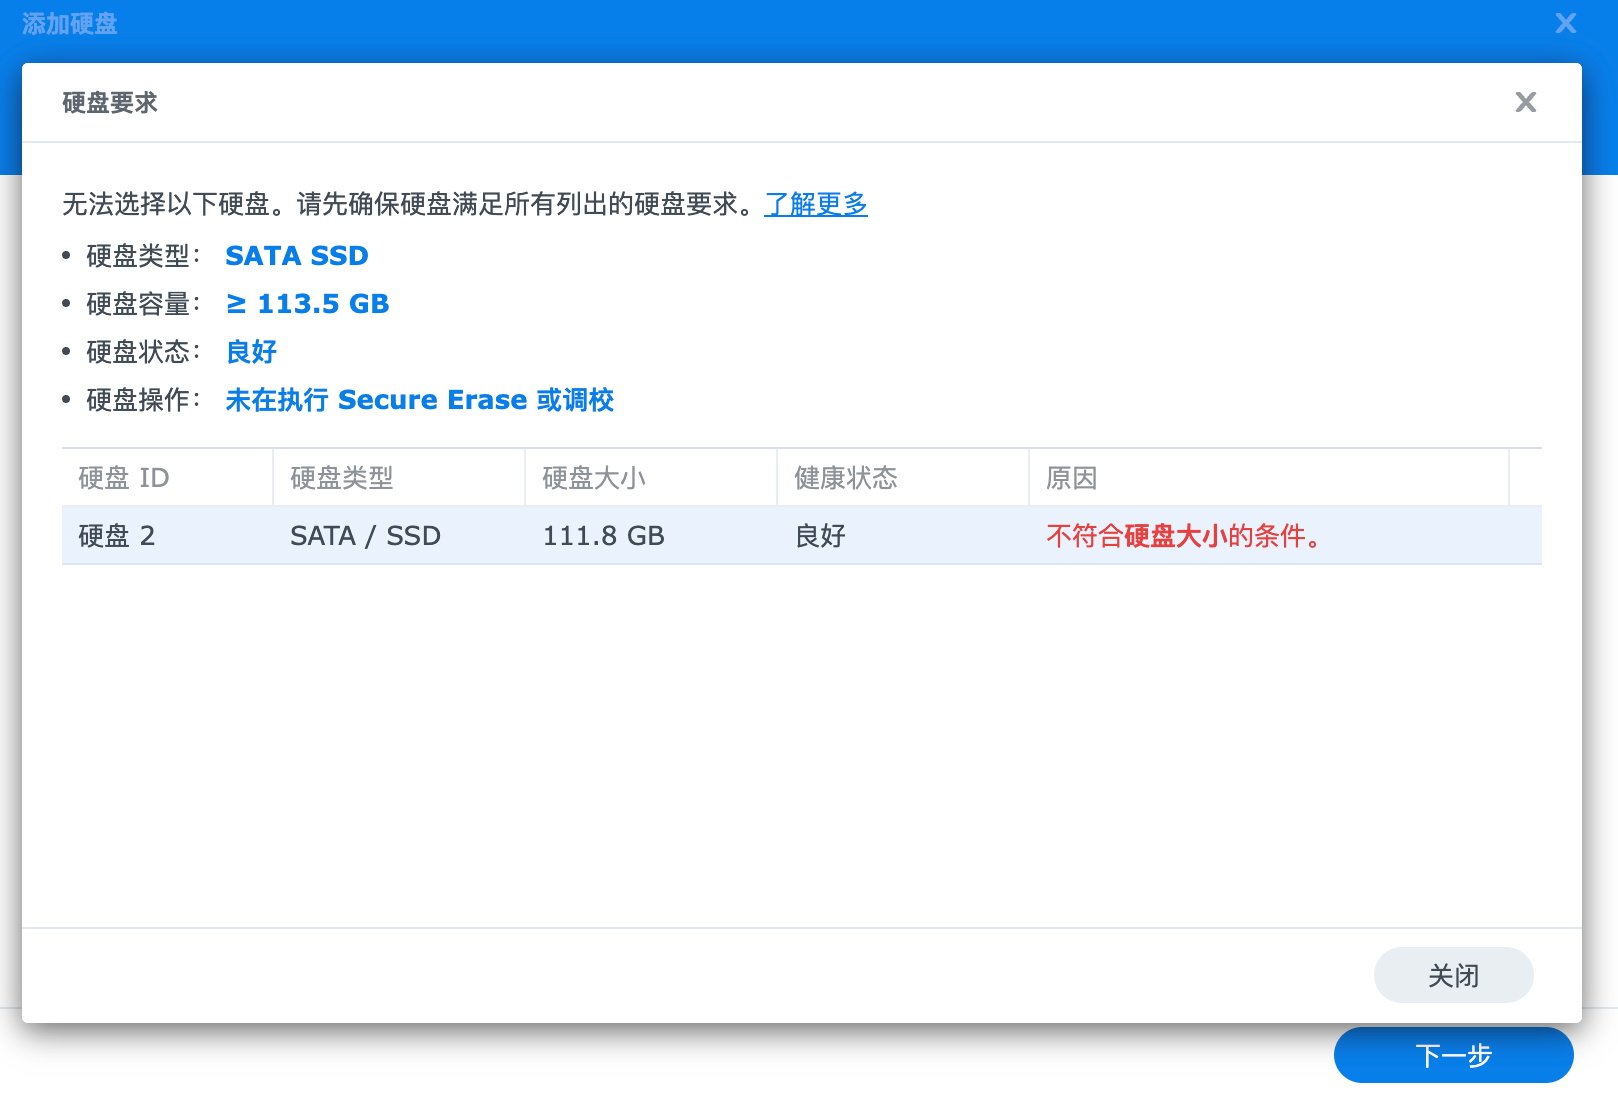 添加硬盘
硬盘要求
无法选择以下硬盘。请先确保硬盘满足所有列出的硬盘要求。了解更多
• 硬盘类型： SATA SSD
• 硬盘容量： ≥ 113.5 GB
• 硬盘状态： 良好
• 硬盘操作： 未在执行 Secure Erase 或调校
硬盘 ID 硬盘类型 硬盘大小 健康状态 原因
硬盘 2 SATA / SSD 111.8 GB 良好 不符合硬盘大小的条件。
关闭
下一步